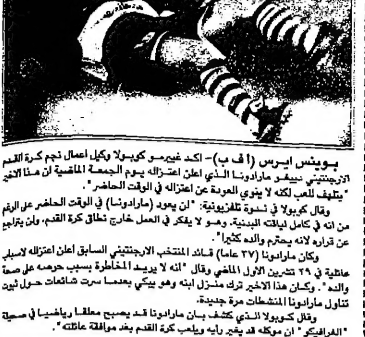 بوينس ايرس (ا ف ب)- اكد غييرمو كوبولا وكيل اعمال نجم كرة القدم
الارجنتيني دييغو مارادونا الذي اعلن اعتزاله يوم الجمعة الماضية ان هذا الاخير
"يتلهف للعب لكنه لا ينوي العودة عن اعتزاله في الوقت الحاضر".
وقال كوبولا في ندوة تلفزيونية: "لن يعود (مارادونا) في الوقت الحاضر على الرغم
من انه في كامل لياقته البدنية. وهو لا يفكر في العمل خارج نطاق كرة القدم، ولن يتراجع
عن قراره لانه يحترم والده كثيرا".
وكان مارادونا (٣٧ عاما) قائد المنتخب الارجنتيني السابق أعلن اعتزاله لاسباب
عائلية في ٢٩ تشرين الاول الماضي وقال "انه لا يريد المخاطرة بسبب حرصه على صحة
والده". وكان هذا الاخير ترك منزل ابنه وهو يبكي بعدما سرت شائعات حول ثبوت
تناول مارادونا المنشطات مرة جديدة.
وقال كوبولا الذي كشف بان مارادونا قد يصبح معلقا رياضيا في صحيفة
"الغرافيكو" ان موكله قد يغير رأيه ويلعب كرة القدم بعد موافقة عائلته".